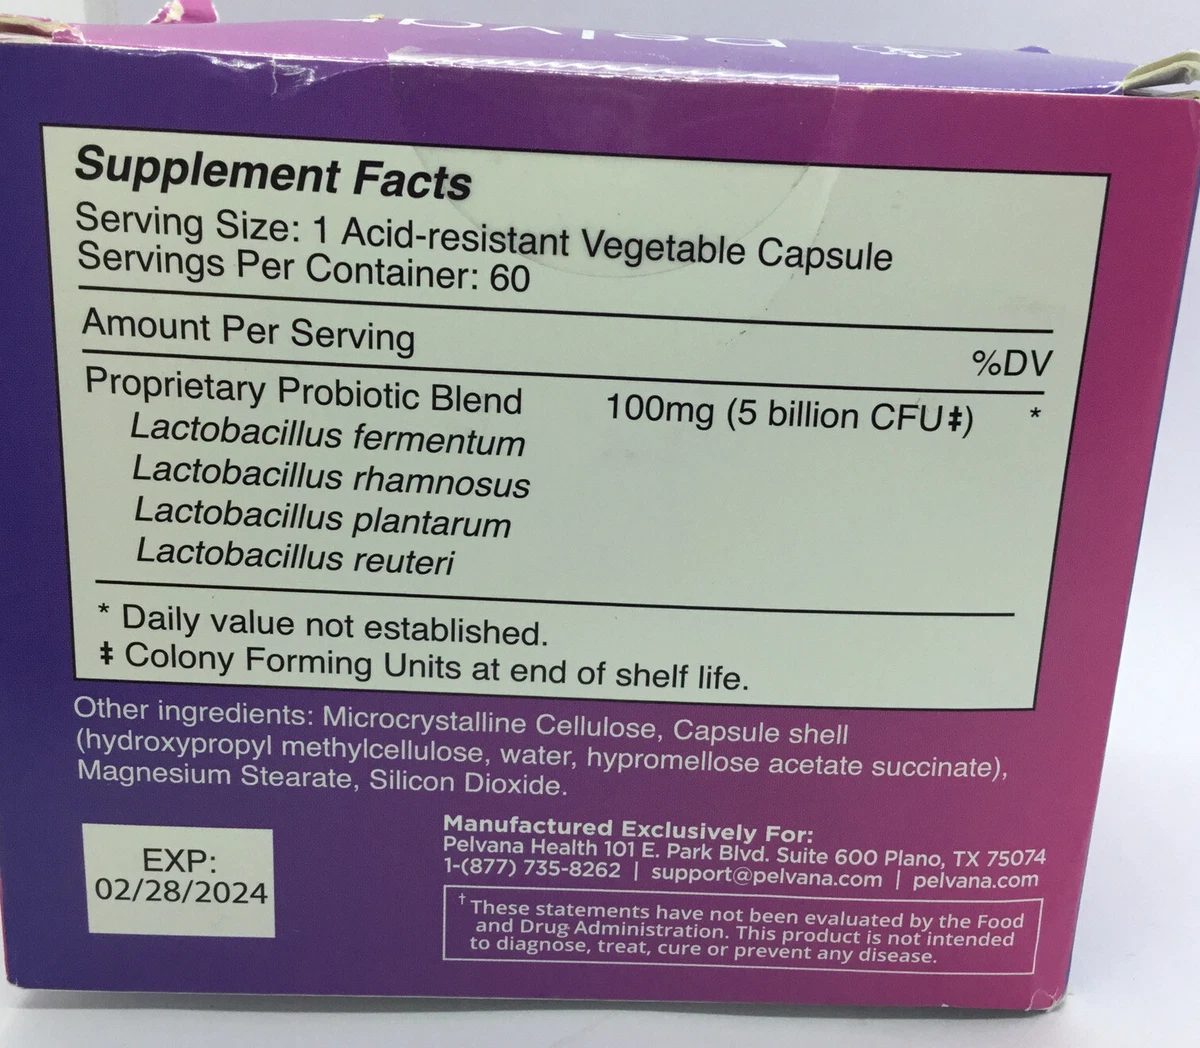 Supplement Facts
Serving Size: 1 Acid-resistant Vegetable Capsule
Servings Per Container: 60
Amount Per Serving
%DV
Proprietary Probiotic Blend 100mg (5 billion CFU‡) *
Lactobacillus fermentum
Lactobacillus rhamnosus
Lactobacillus plantarum
Lactobacillus reuteri
* Daily value not established.
‡ Colony Forming Units at end of shelf life.
Other ingredients: Microcrystalline Cellulose, Capsule shell
(hydroxypropyl methylcellulose, water, hypromellose acetate succinate),
Magnesium Stearate, Silicon Dioxide.
EXP:
02/28/2024
Manufactured Exclusively For:
Pelvana Health 101 E. Park Blvd. Suite 600 Plano, TX 75074
1-(877) 735-8262 | support@pelvana.com | pelvana.com
† These statements have not been evaluated by the Food
and Drug Administration. This product is not intended
to diagnose, treat, cure or prevent any disease.